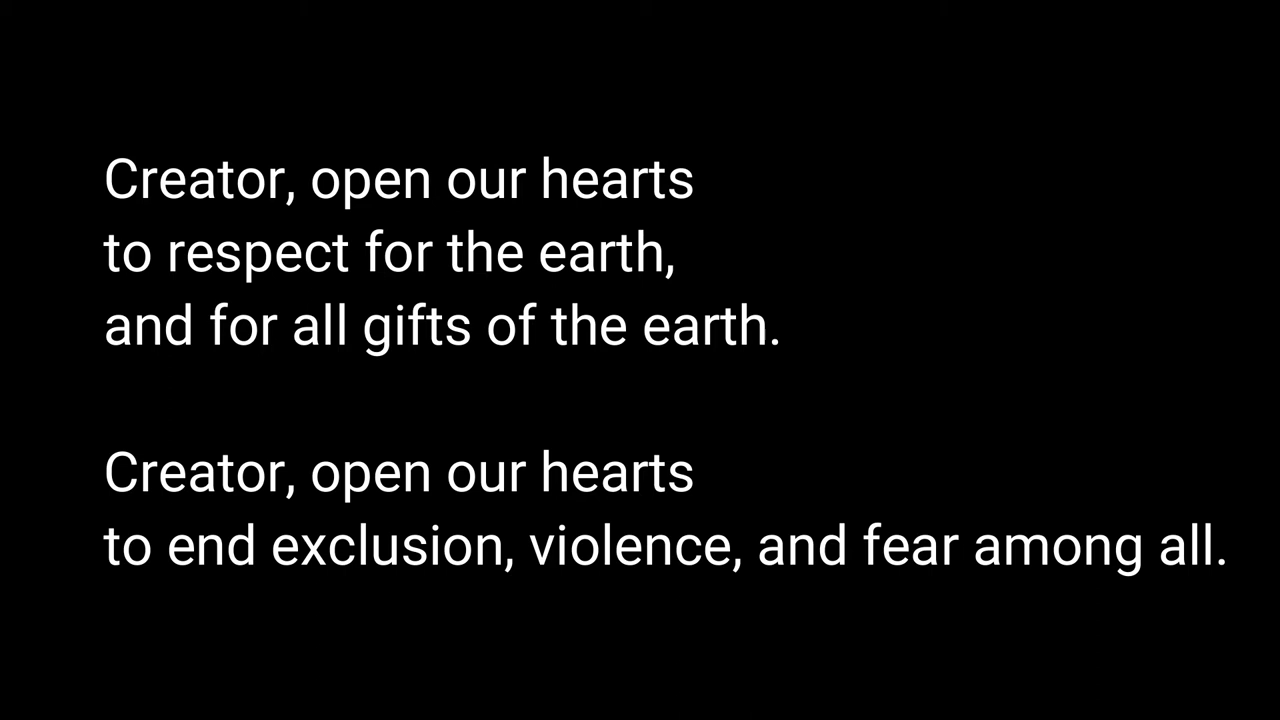 Creator, open our hearts
to respect for the earth,
and for all gifts of the earth.
Creator, open our hearts
to end exclusion, violence, and fear among all.